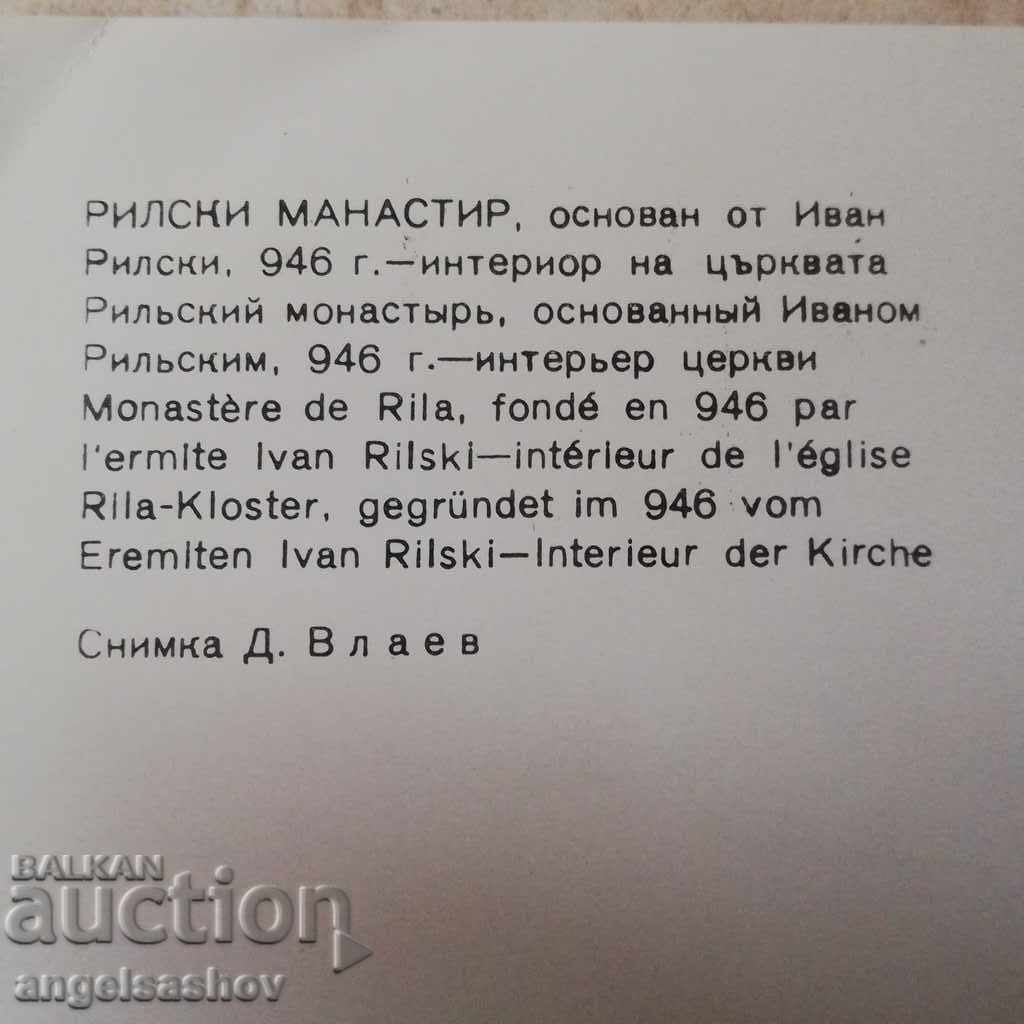 РИЛСКИ МАНАСТИР, основан от Иван
Рилски, 946 г.—интериор на църквата
Рильский монастырь, основанный Иваном
Рильским, 946 г.—интерьер церкви
Monastère de Rila, fondé en 946 par
l'ermite Ivan Rilski—intérieur de l'église
Rila-Kloster, gegründet im 946 vom
Eremiten Ivan Rilski—Interieur der Kirche
Снимка Д. Влаев
BALKAN
auction
angelsashov